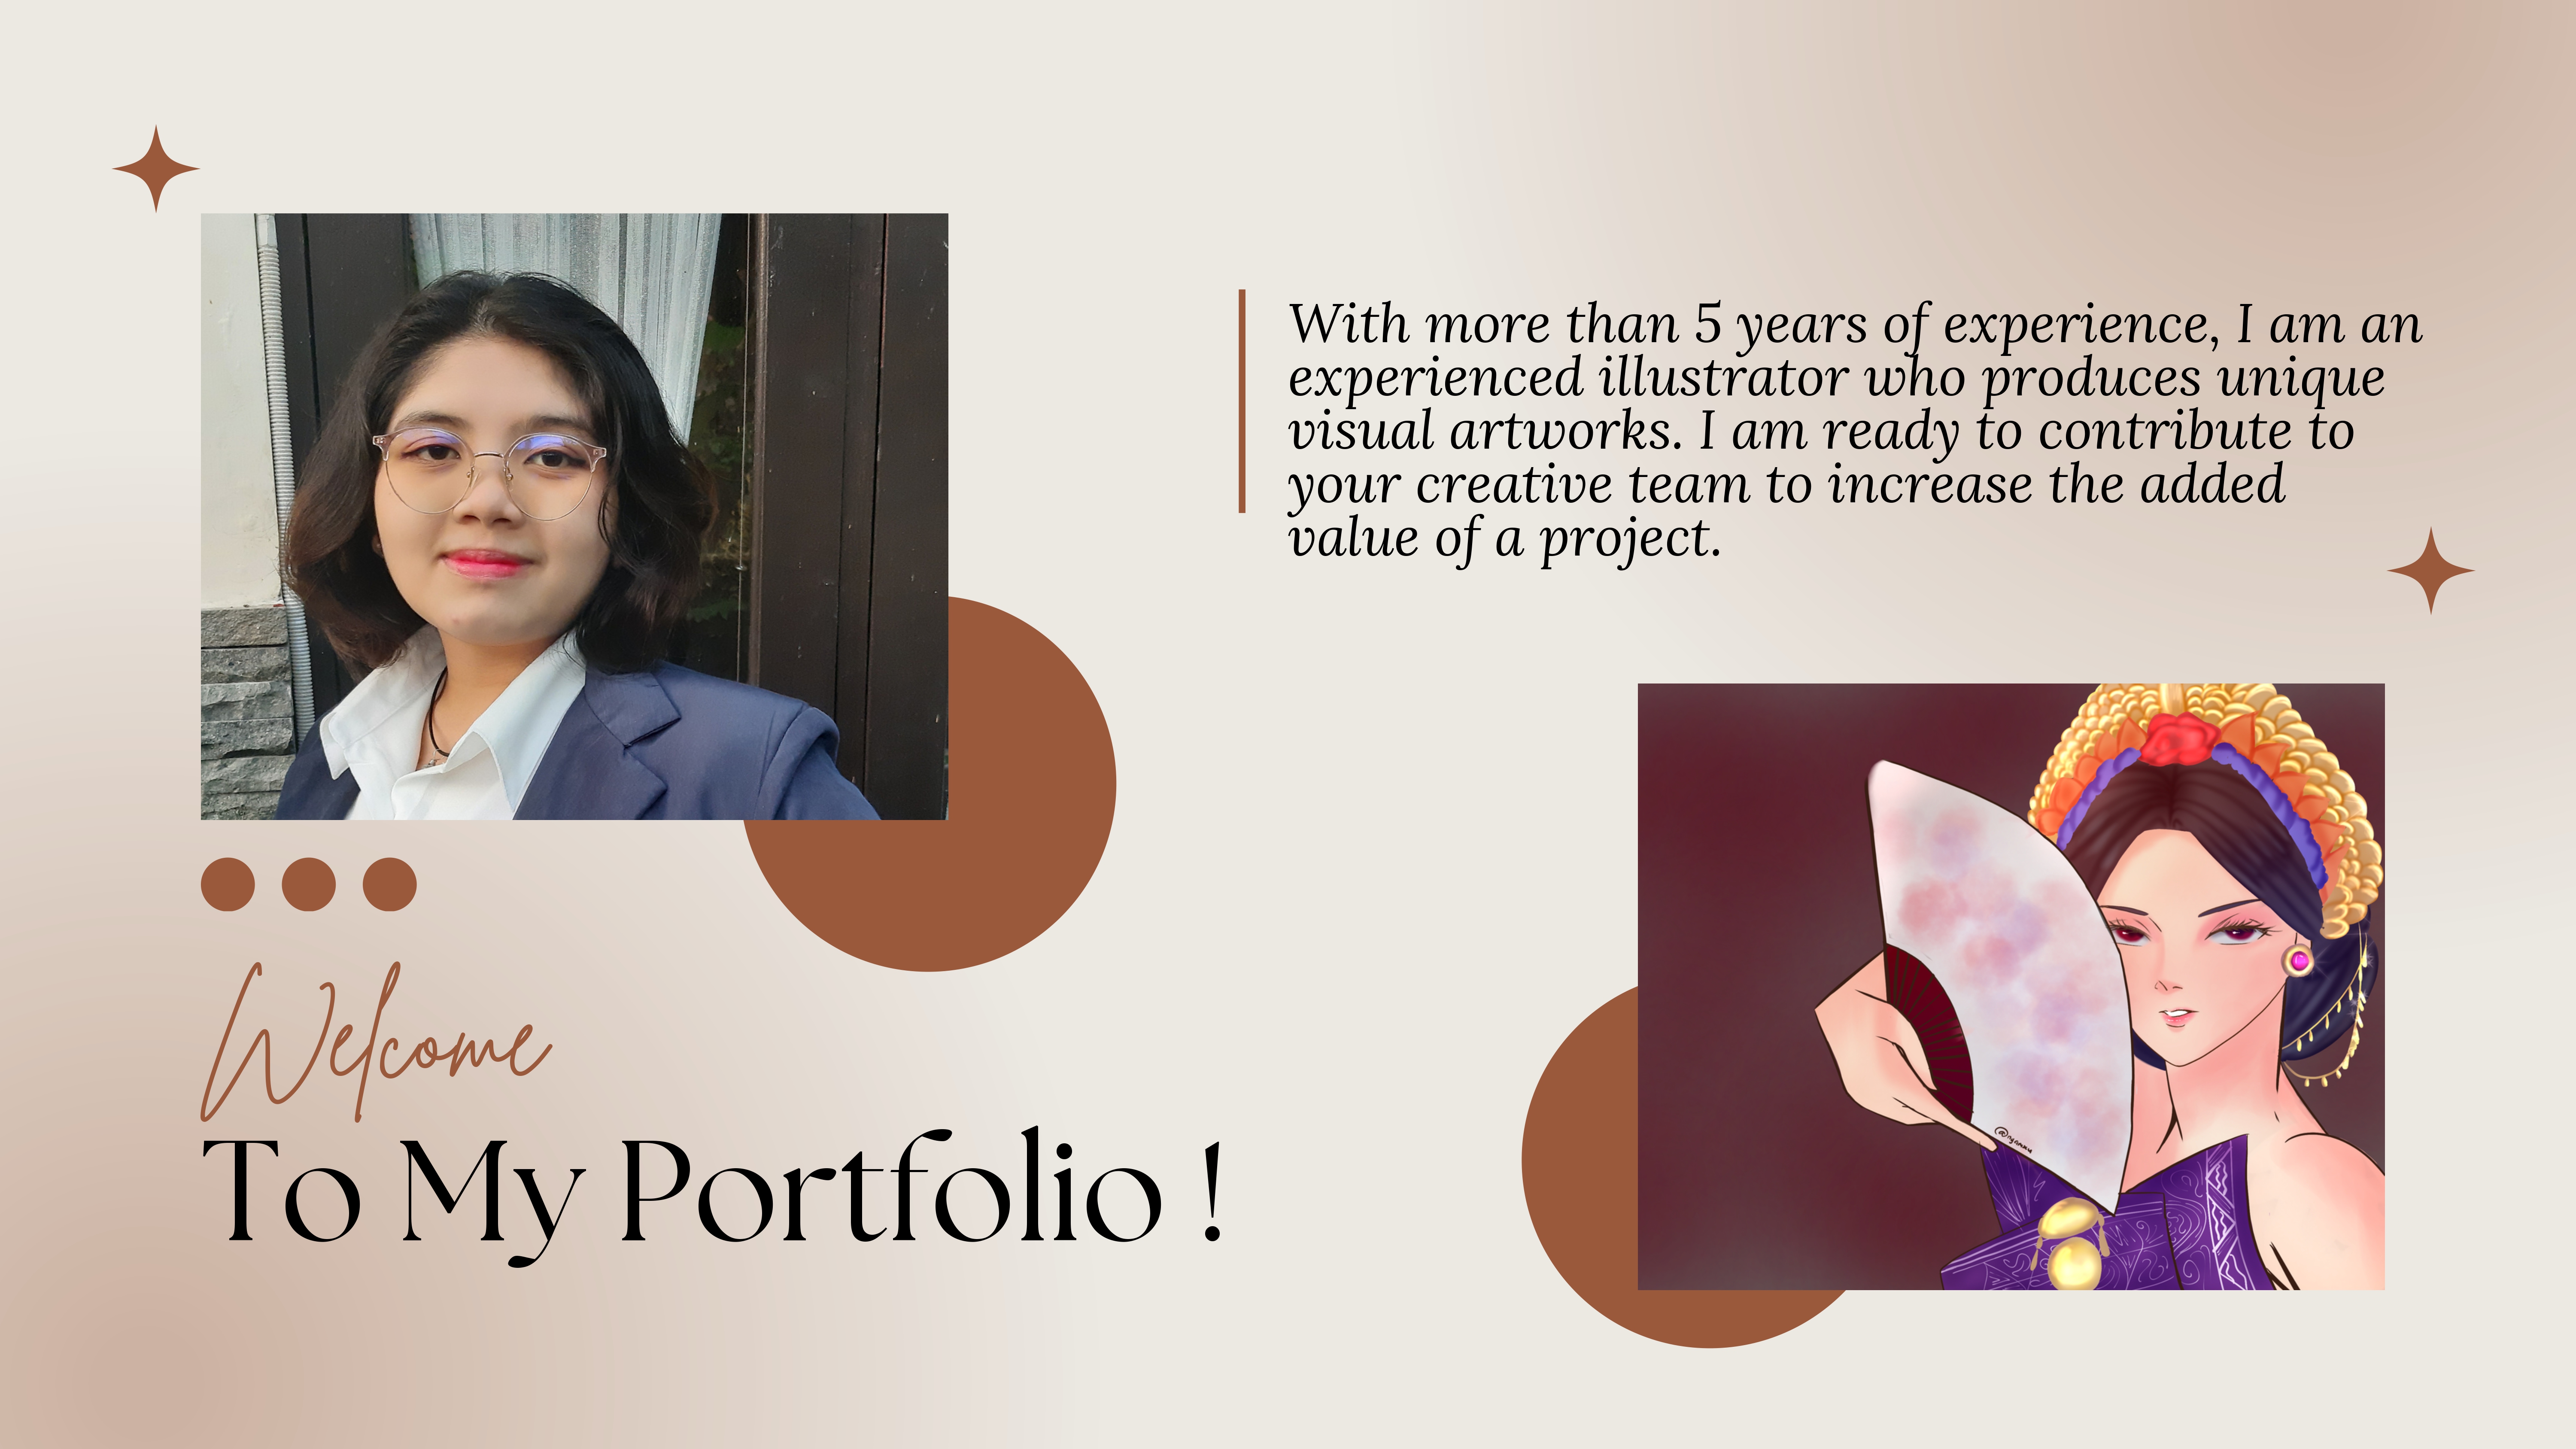 With more than 5 years of experience, I am an
experienced illustrator who produces unique
visual artworks. I am ready to contribute to
your creative team to increase the added
value of a project.
Welcome
To My Portfolio !